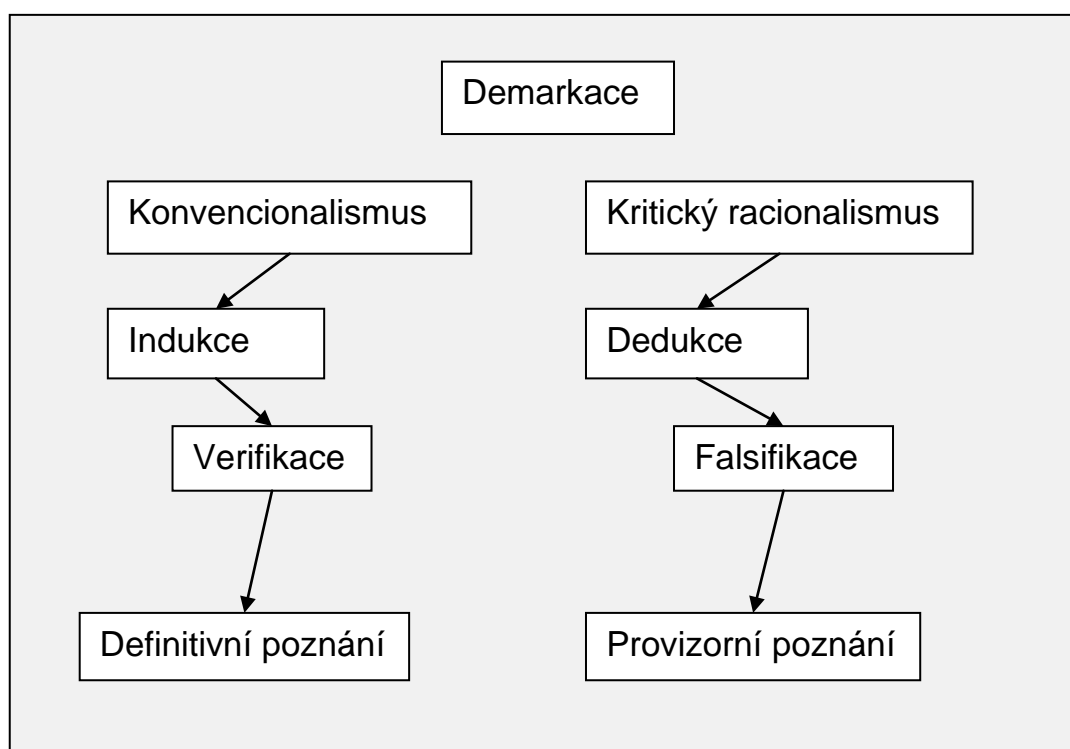 Demarkace
Konvencionalismus
Kritický racionalismus
Indukce
Dedukce
Verifikace
Falsifikace
Definitivní poznání
Provizorní poznání